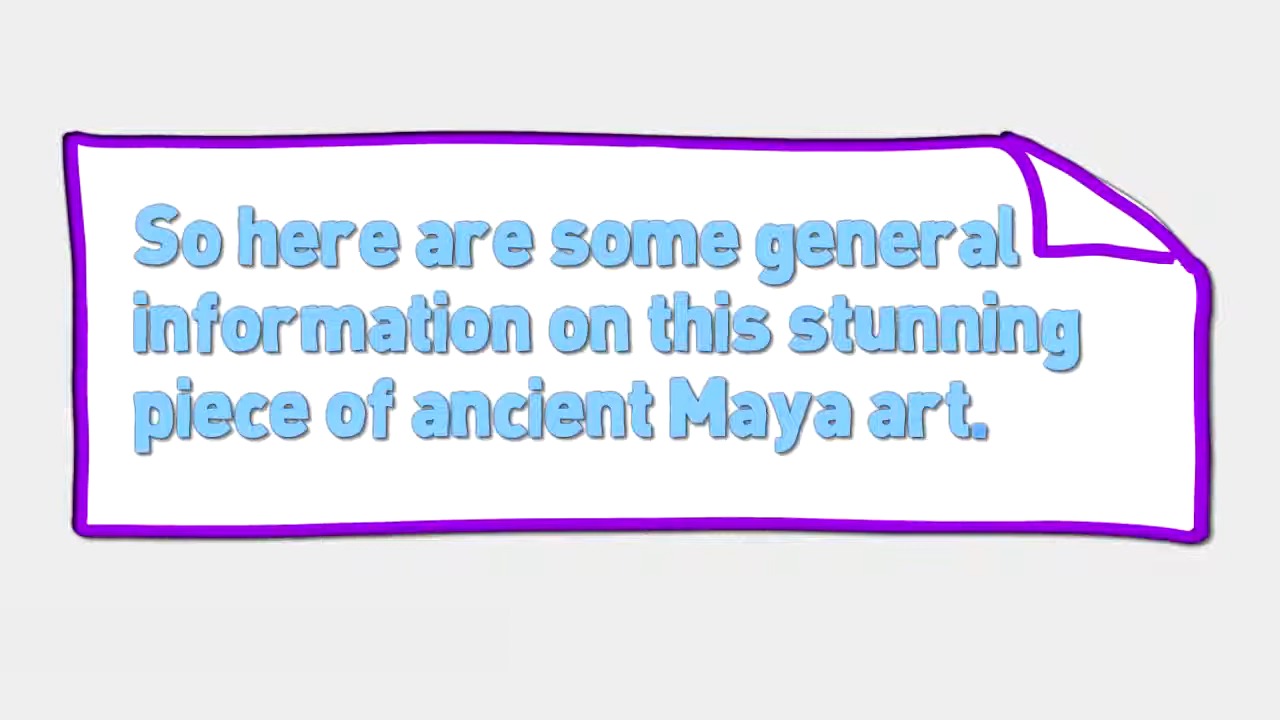 So here are some general
information on this stunning
piece of ancient Maya art.